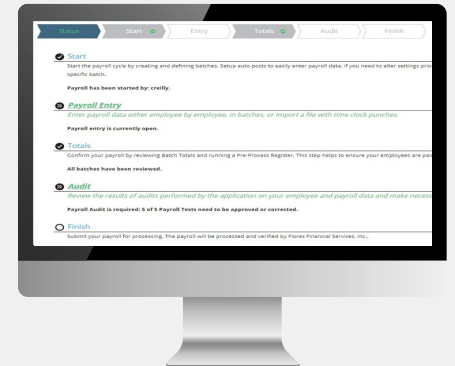 Status Start Entry Totals Audit Finish
Start
Start the payroll cycle by creating and defining batches. Setup auto posts to easily enter payroll data. If you need to alter settings prio
specific batch.
Payroll has been started by: creilly.
Payroll Entry
Enter payroll data either employee by employee, in batches, or import a file with time clock punches.
Payroll entry is currently open.
Totals
Confirm your payroll by reviewing Batch Totals and running a Pre-Process Register. This step helps to ensure your employees are pai
All batches have been reviewed.
Audit
Review the results of audits performed by the application on your employee and payroll data and make necess
Payroll Audit is required: 5 of 5 Payroll Tests need to be approved or corrected.
Finish
Submit your payroll for processing. The payroll will be processed and verified by Flores Financial Services, Inc..